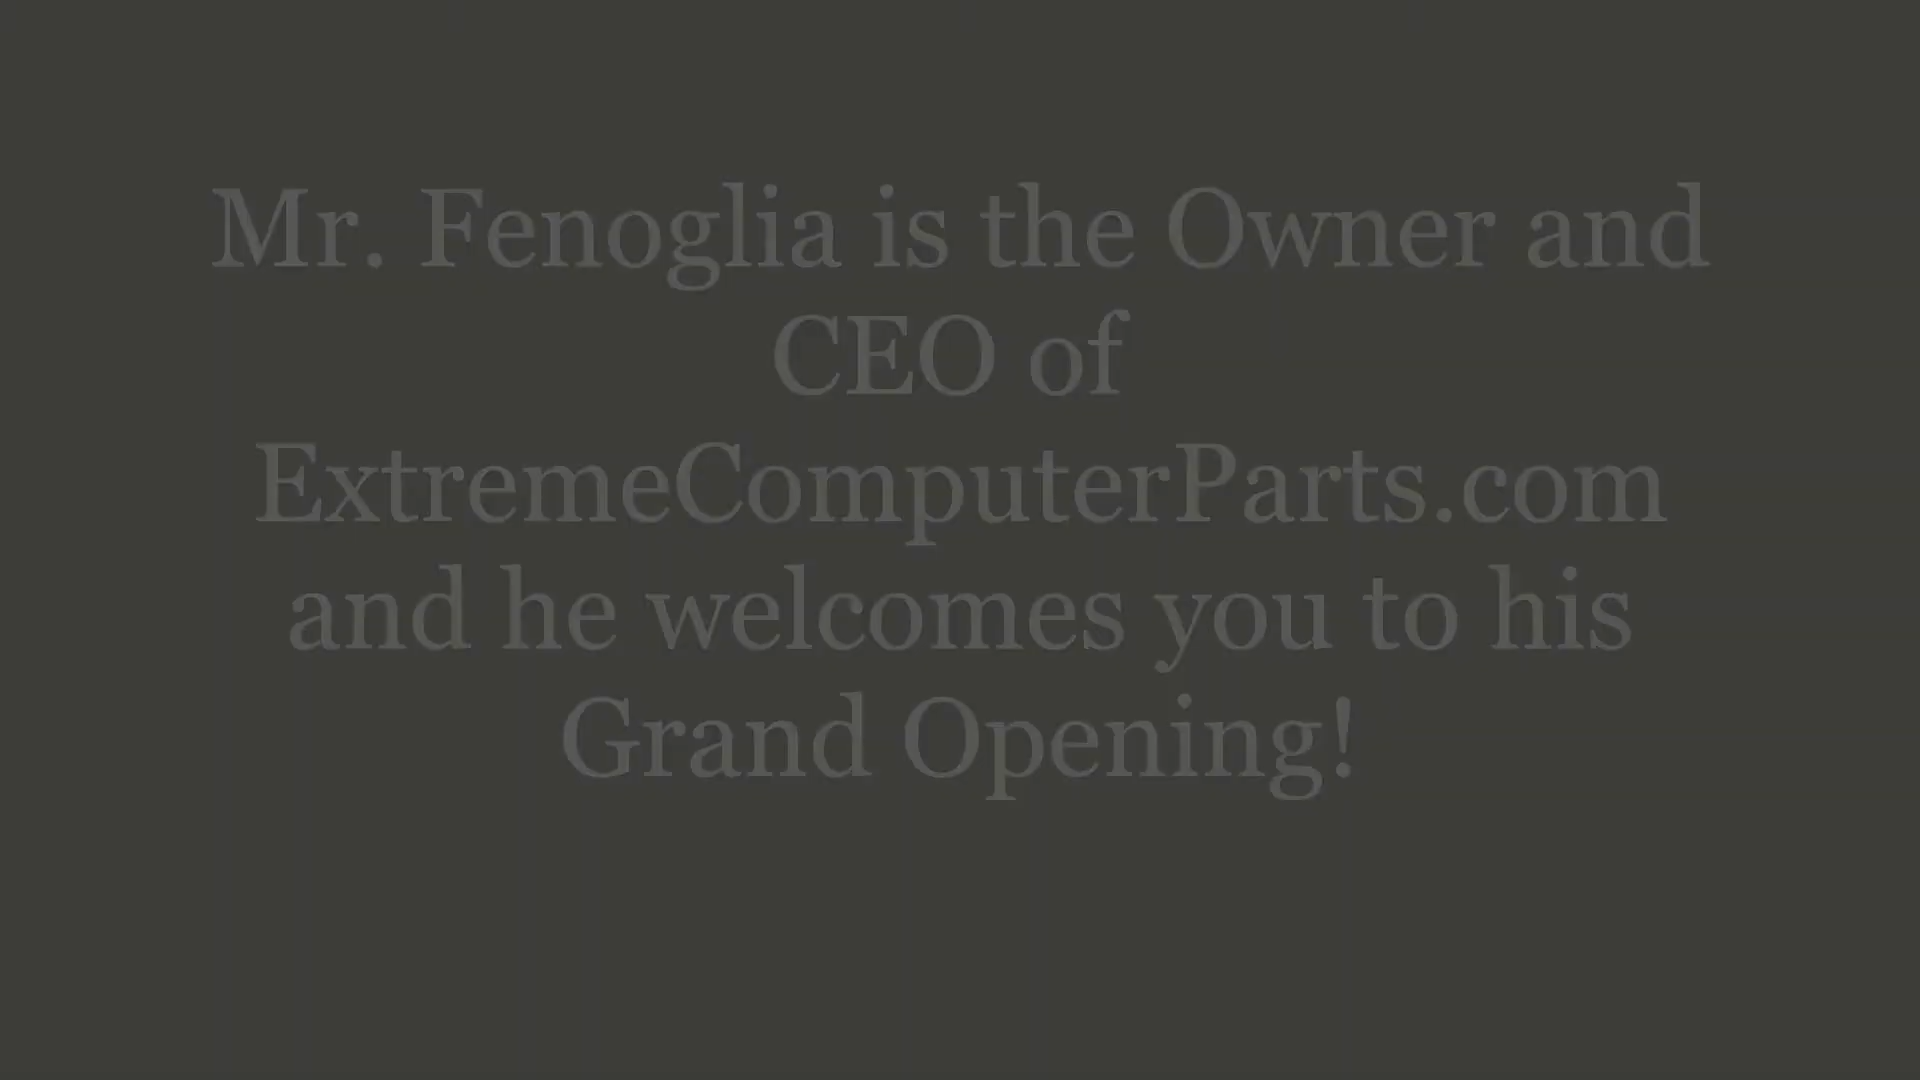 Mr. Fenoglia is the Owner and
CEO of
ExtremeComputerParts.com
and he welcomes you to his
Grand Opening!